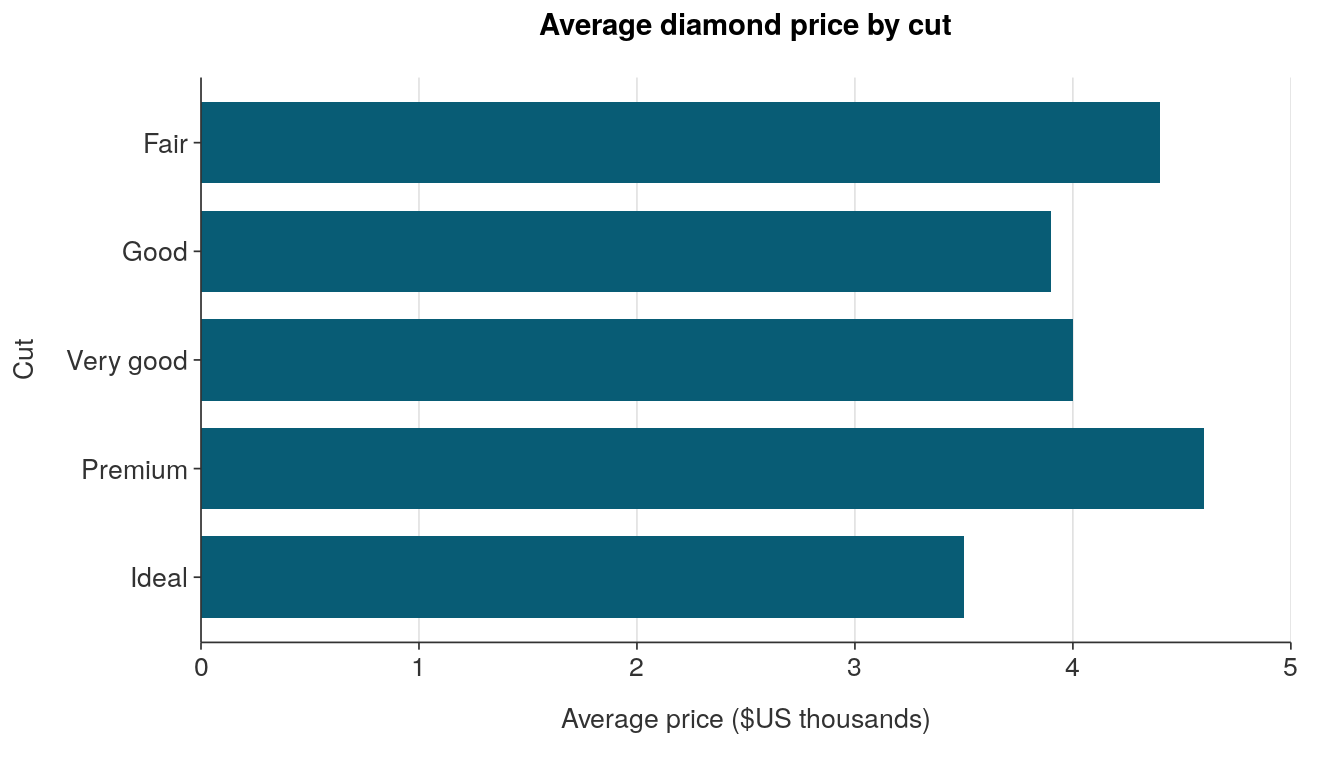 Average diamond price by cut
Fair
Good
Very good
Premium
Ideal
Cut
0 1 2 3 4 5
Average price ($US thousands)